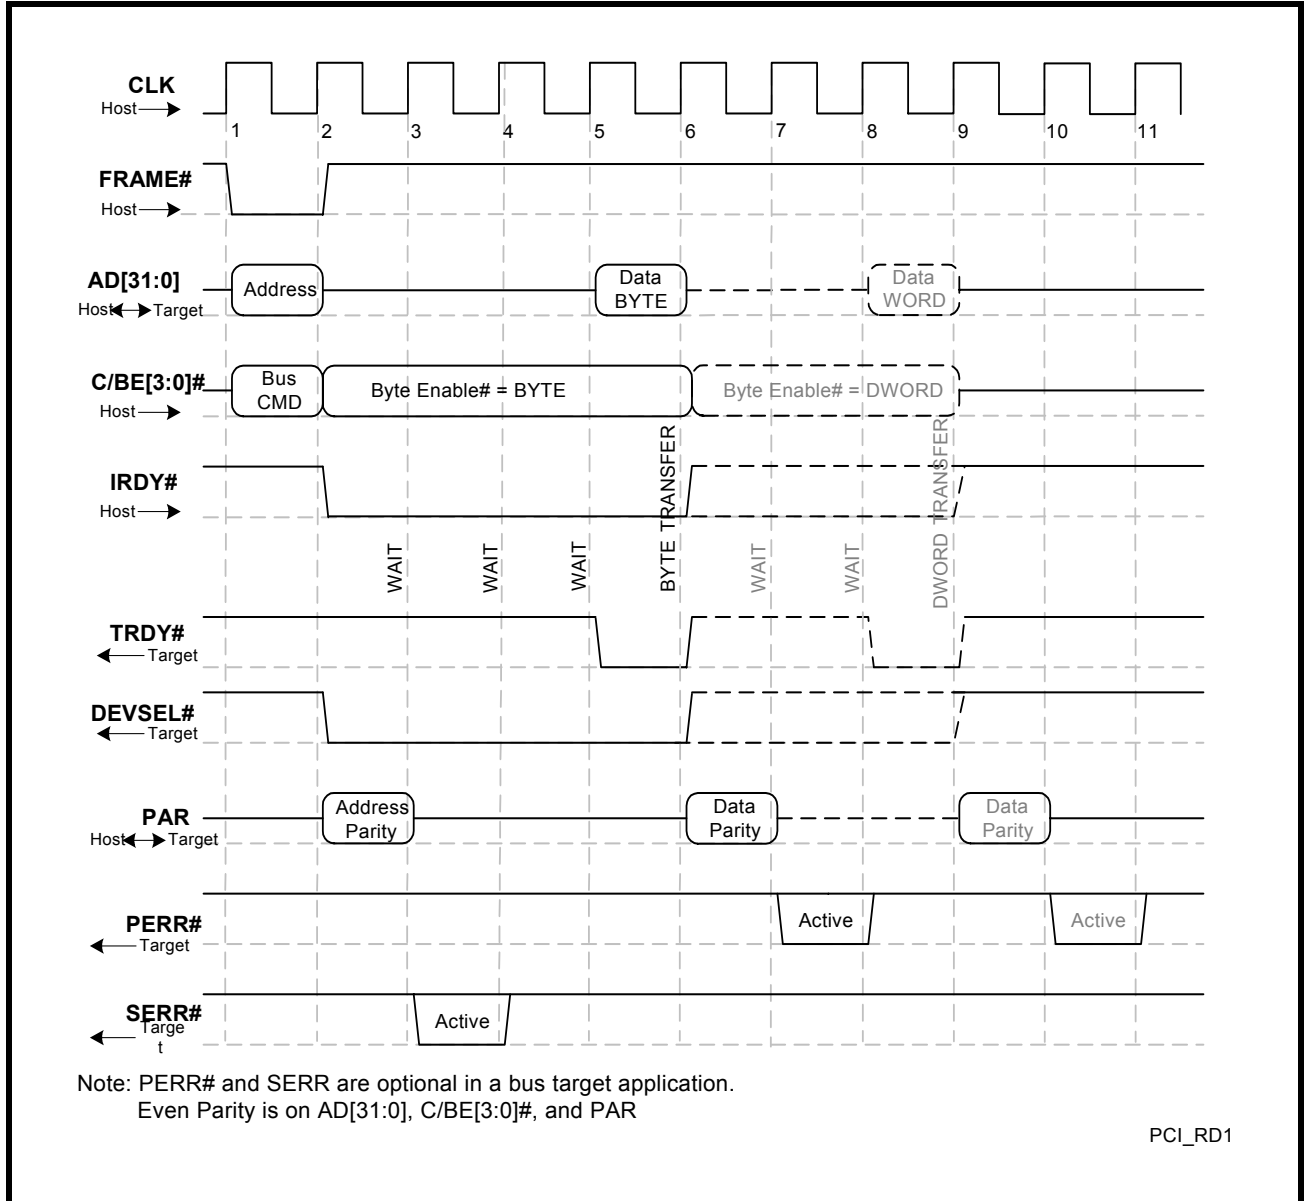 CLK
Host
1 2 3 4 5 6 7 8 9 10 11
FRAME#
Host
AD[31:0]
Host Target
Address
Data
BYTE
Data
WORD
C/BE[3:0]#
Host
Bus
CMD
Byte Enable# = BYTE
Byte Enable# = DWORD
IRDY#
Host
WAIT
WAIT
WAIT
BYTE TRANSFER
WAIT
WAIT
DWORD TRANSFER
TRDY#
Target
DEVSEL#
Target
PAR
Host Target
Address
Parity
Data
Parity
Data
Parity
PERR#
Target
Active
Active
SERR#
Targe
t
Active
Note: PERR# and SERR are optional in a bus target application.
Even Parity is on AD[31:0], C/BE[3:0]#, and PAR
PCI_RD1